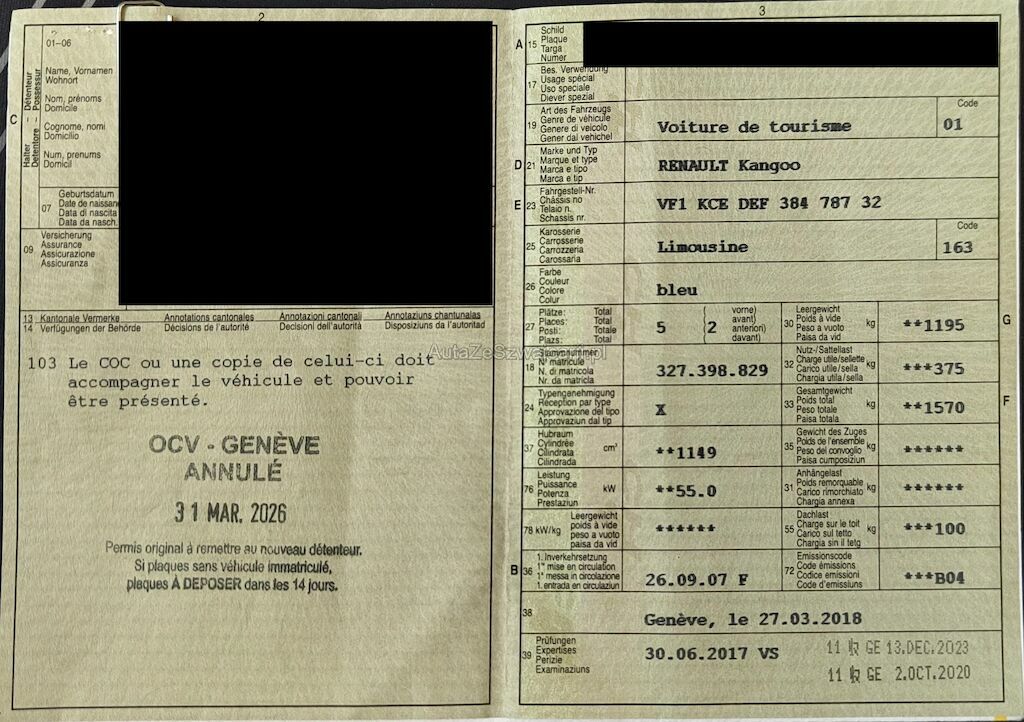 2
01-06
Name, Vornamen
Wohnort
Nom, prénoms
Domicile
Cognome, nomi
Domicilio
Num, prenums
Domicil
C
Halter – Détenteur
Detentore – Possessur
07
Geburtsdatum
Date de naissan
Data di nascita
Data da nasch.
09
Versicherung
Assurance
Assicurazione
Assicuranza
13 Kantonale Vermerke Annotations cantonales Annotazioni cantonali Annotaziuns chantunalas
14 Verfügungen der Behörde Décisions de l'autorité Decisioni dell'autorità Disposiziuns da l'autoritad
103 Le COC ou une copie de celui-ci doit
accompagner le véhicule et pouvoir
être présenté.
OCV - GENÈVE
ANNULÉ
31 MAR. 2026
Permis original à remettre au nouveau détenteur.
Si plaques sans véhicule immatriculé,
plaques À DEPOSER dans les 14 jours.
3
A 15
Schild
Plaque
Targa
Numer
17
Bes. Verwendung
Usage spécial
Uso speciale
Diever spezial
19
Art des Fahrzeugs
Genre de véhicule
Genere di veicolo
Gener dal vehichel
Voiture de tourisme
Code
01
D 21
Marke und Typ
Marque et type
Marca e tipo
Marca e tip
RENAULT Kangoo
E 23
Fahrgestell-Nr.
Châssis no
Telaio n.
Schassis nr.
VF1 KCE DEF 384 787 32
25
Karosserie
Carrosserie
Carrozzeria
Carossaria
Limousine
Code
163
26
Farbe
Couleur
Colore
Colur
bleu
27
Plätze: Total
Places: Total
Posti: Totale
Plazs: Total
5
2
vorne)
avant)
anteriori)
davant)
30
Leergewicht
Poids à vide
Peso a vuoto
Paisa da vid
kg
**1195
G
18
Stammnummer
N° matricule
N. di matricola
Nr. da matricla
327.398.829
32
Nutz-/Sattellast
Charge utile/sellette
Carico utile/sella
Chargia utila/sella
kg
***375
AutaZeSzwajcarii.pl
24
Typengenehmigung
Réception par type
Approvazione del tipo
Approvaziun dal tip
X
33
Gesamtgewicht
Poids total
Peso totale
Paisa totala
kg
**1570
F
37
Hubraum
Cylindrée
Cilindrata
Cilindrada
cm³
**1149
35
Gewicht des Zuges
Poids de l'ensemble
Peso del convoglio
Paisa cumposiziun
kg
******
76
Leistung
Puissance
Potenza
Prestaziun
kW
**55.0
31
Anhängelast
Poids remorquable
Carico rimorchiato
Chargia annexa
kg
******
78 kW/kg
Leergewicht
poids à vide
peso a vuoto
paisa da vid
******
55
Dachlast
Charge sur le toit
Carico sul tetto
Chargia sin il tetg
kg
***100
B 36
1. Inverkehrsetzung
1re mise en circulation
1a messa in circolazione
1. entrada en circulaziun
26.09.07 F
72
Emissionscode
Code émissions
Codice emissioni
Code d'emissiuns
***B04
38
Genève, le 27.03.2018
39
Prüfungen
Expertises
Perizie
Examinaziuns
30.06.2017 VS
11 GE 13.DEC.2023
11 GE 2.OCT.2020